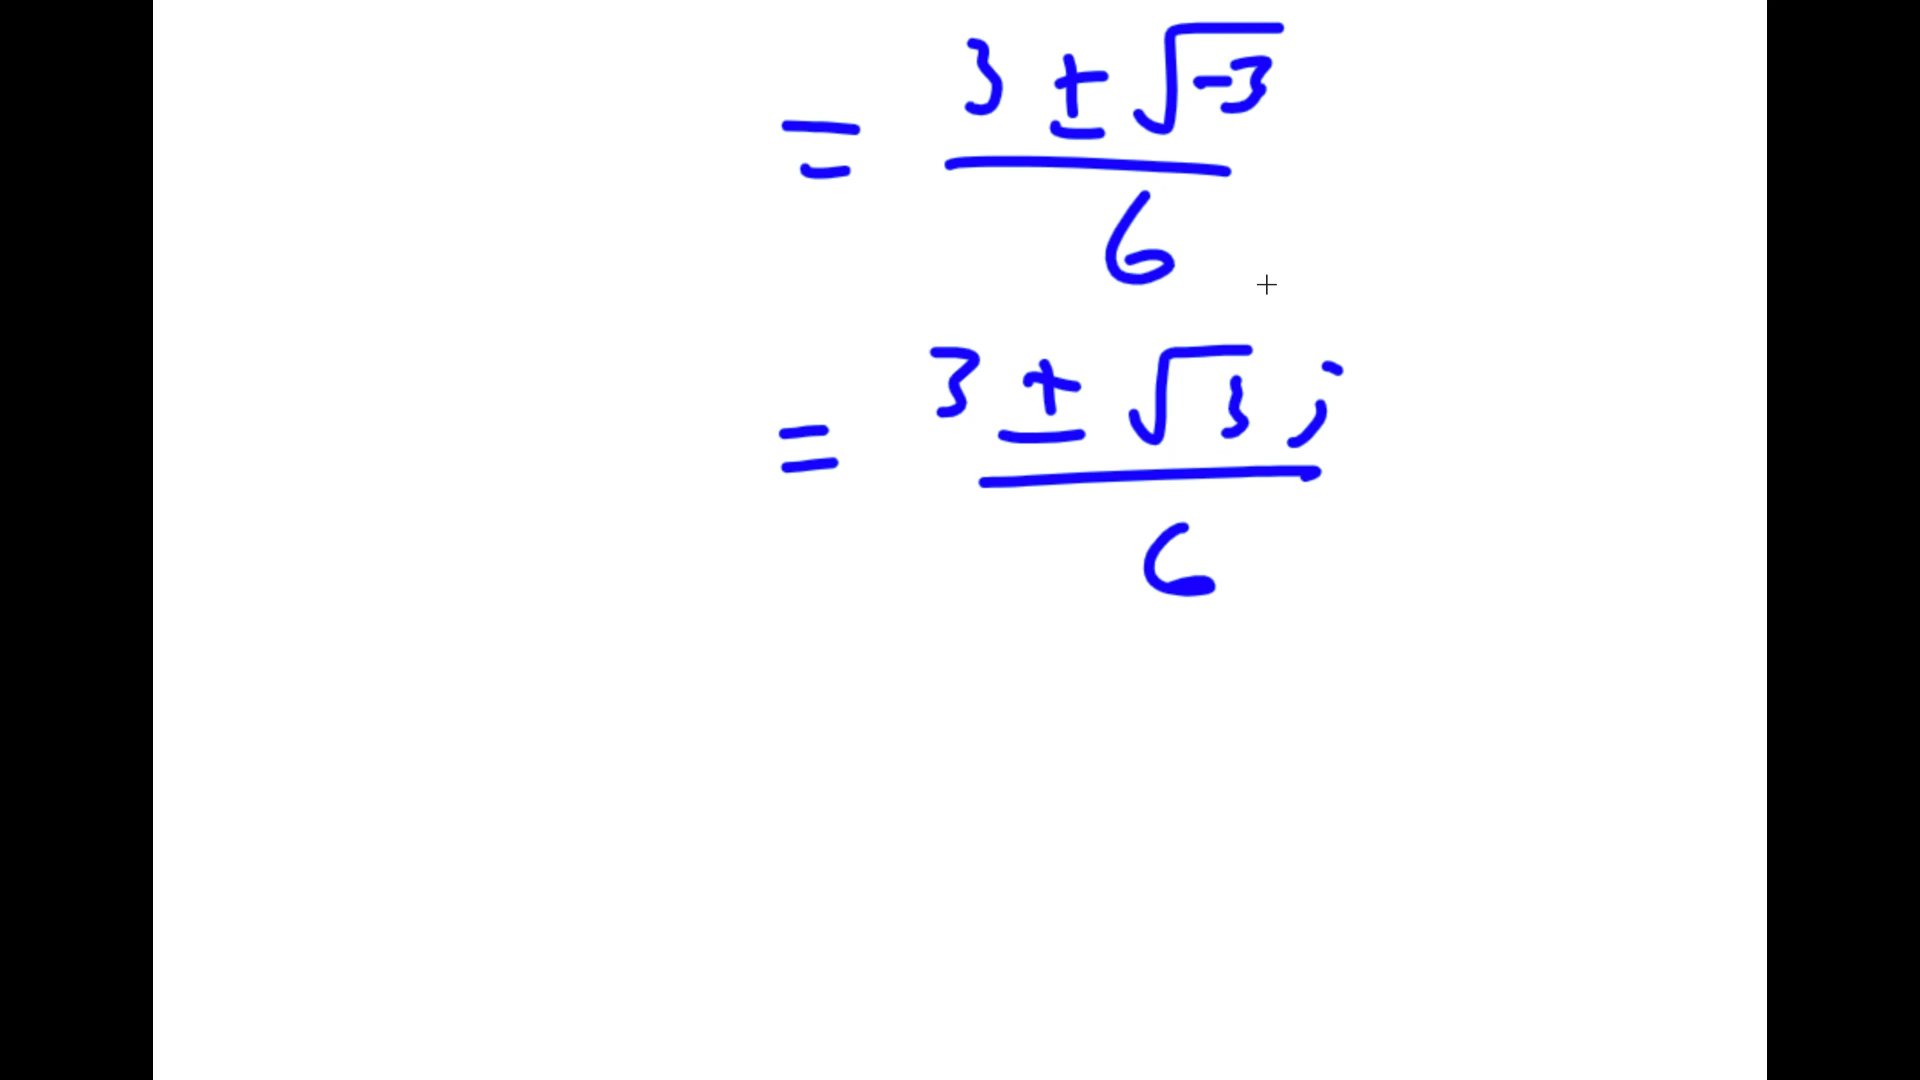 = (3 ± √-3) / 6
= (3 ± √3 j) / 6